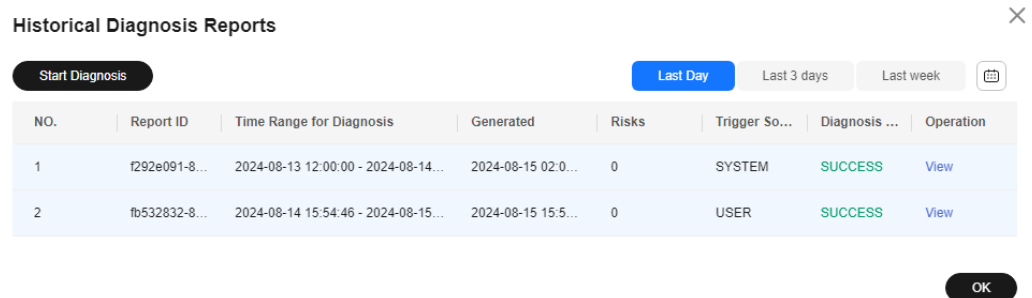 Historical Diagnosis Reports
Start Diagnosis Last Day Last 3 days Last week
NO. Report ID Time Range for Diagnosis Generated Risks Trigger So... Diagnosis ... Operation
1 f292e091-8... 2024-08-13 12:00:00 - 2024-08-14... 2024-08-15 02:0... 0 SYSTEM SUCCESS View
2 fb532832-8... 2024-08-14 15:54:46 - 2024-08-15... 2024-08-15 15:5... 0 USER SUCCESS View
OK